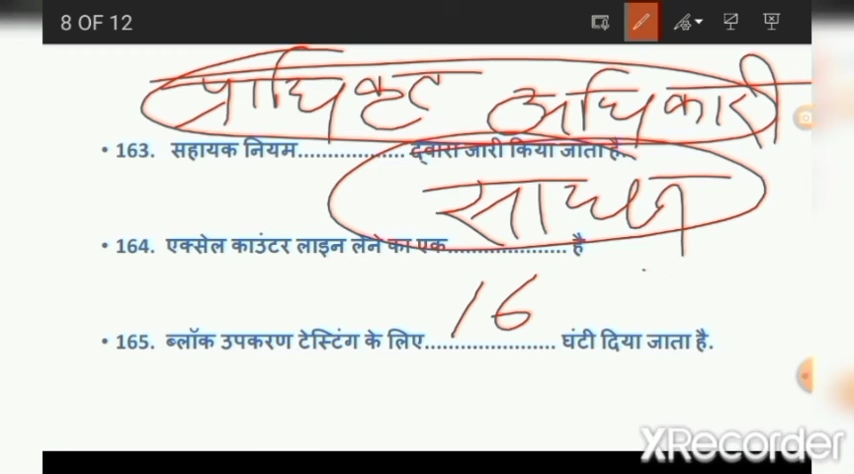 8 OF 12
प्राधिकृत अधिकारी
• 163. सहायक नियम.................. द्वारा जारी किया जाता है.
साधन
• 164. एक्सेल काउंटर लाइन लेने का एक.................... है
16
• 165. ब्लॉक उपकरण टेस्टिंग के लिए...................... घंटी दिया जाता है.
XRecorder